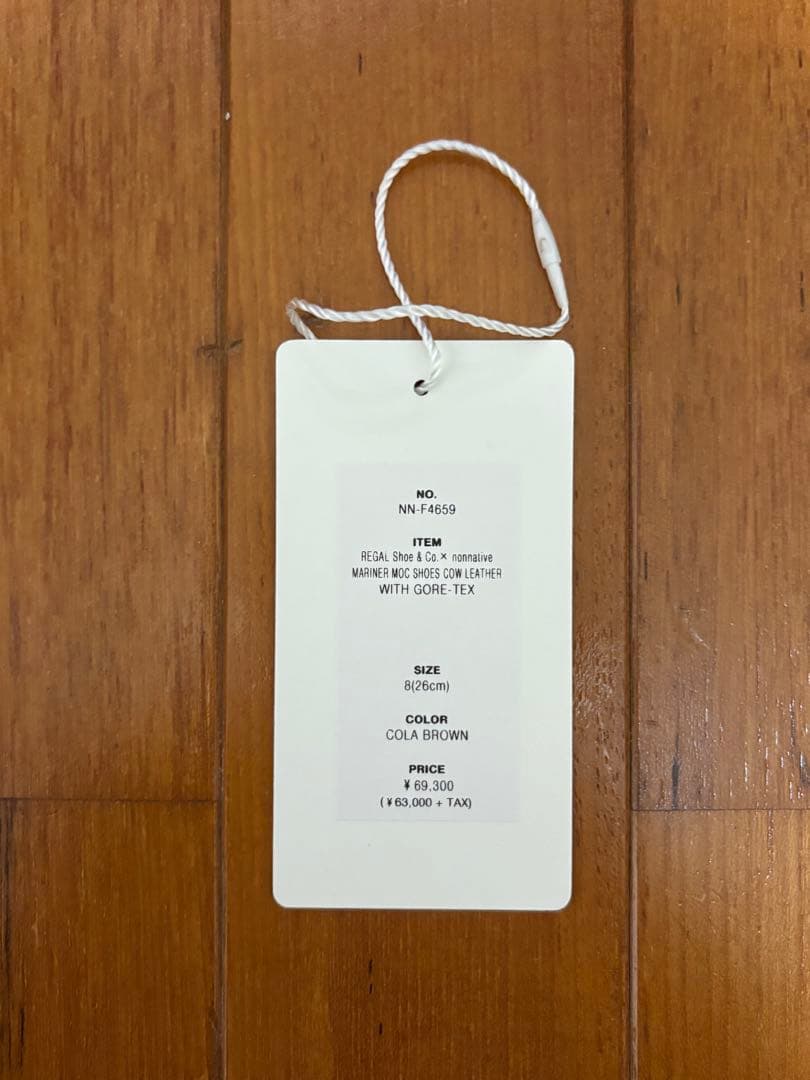 NO.
NN-F4659
ITEM
REGAL Shoe & Co.× nonnative
MARINER MOC SHOES COW LEATHER
WITH GORE-TEX
SIZE
8(26cm)
COLOR
COLA BROWN
PRICE
¥ 69,300
(¥63,000 + TAX)